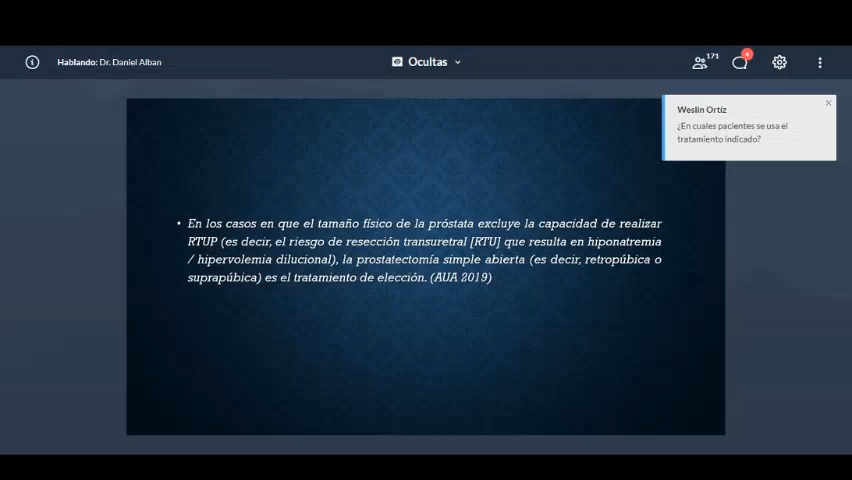 Hablando: Dr. Daniel Alban
Ocultas
171
4
Weslin Ortíz
¿En cuales pacientes se usa el
tratamiento indicado?
• En los casos en que el tamaño físico de la próstata excluye la capacidad de realizar
RTUP (es decir, el riesgo de resección transuretral [RTU] que resulta en hiponatremia
/ hipervolemia dilucional), la prostatectomía simple abierta (es decir, retropúbica o
suprapúbica) es el tratamiento de elección. (AUA 2019)